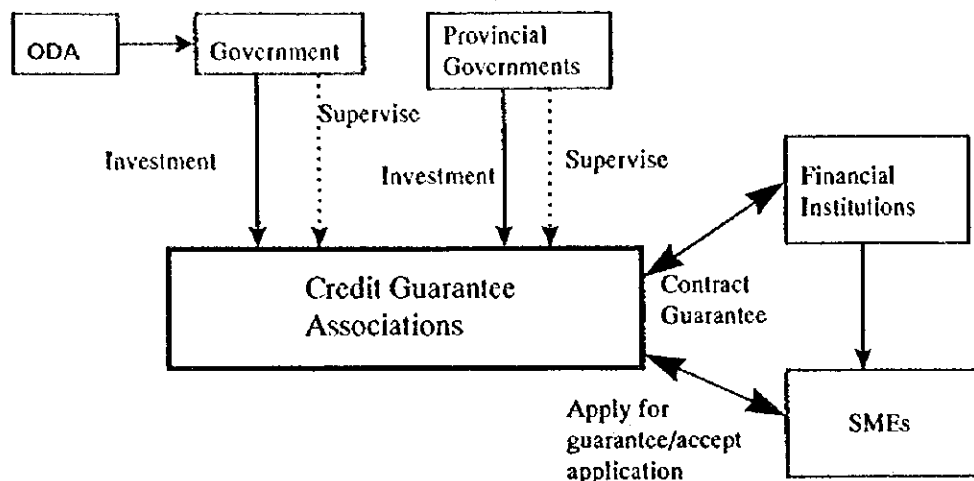 ODA
Government
Provincial
Governments
Supervise
Investment
Investment
Supervise
Financial
Institutions
Credit Guarantee
Associations
Contract
Guarantee
Apply for
guarantee/accept
application
SMEs